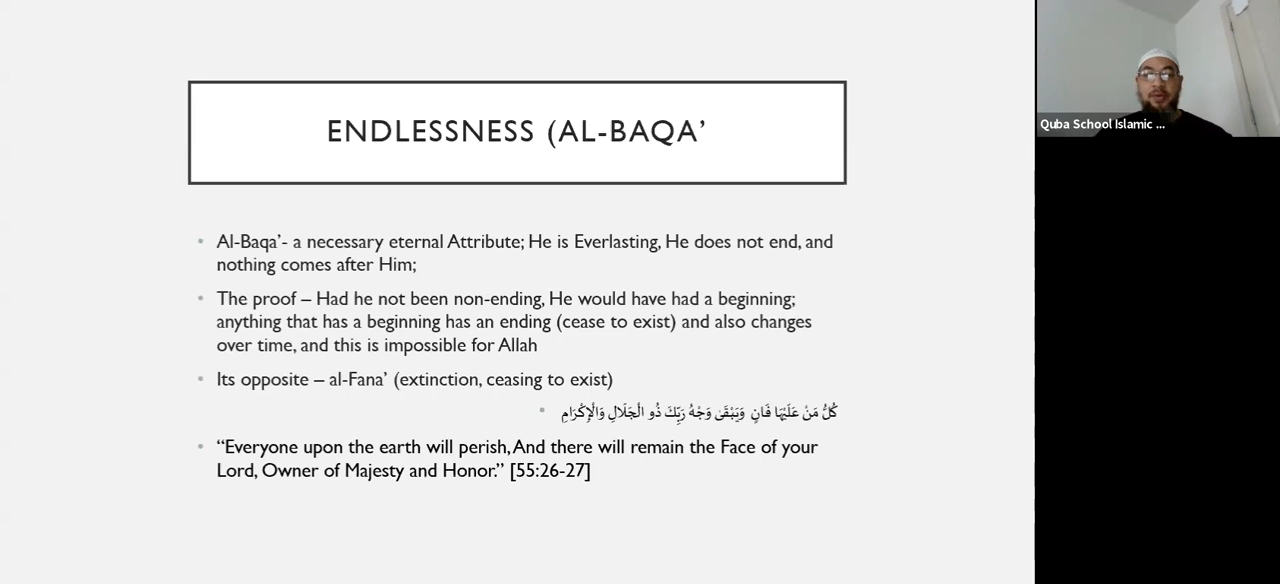 ENDLESSNESS (AL-BAQA’
• Al-Baqa’- a necessary eternal Attribute; He is Everlasting, He does not end, and
nothing comes after Him;
• The proof – Had he not been non-ending, He would have had a beginning;
anything that has a beginning has an ending (cease to exist) and also changes
over time, and this is impossible for Allah
• Its opposite – al-Fana’ (extinction, ceasing to exist)
• كُلُّ مَنْ عَلَيْهَا فَانٍ وَيَبْقَىٰ وَجْهُ رَبِّكَ ذُو الْجَلَالِ وَالْإِكْرَامِ
• “Everyone upon the earth will perish, And there will remain the Face of your
Lord, Owner of Majesty and Honor.” [55:26-27]
Quba School Islamic ...